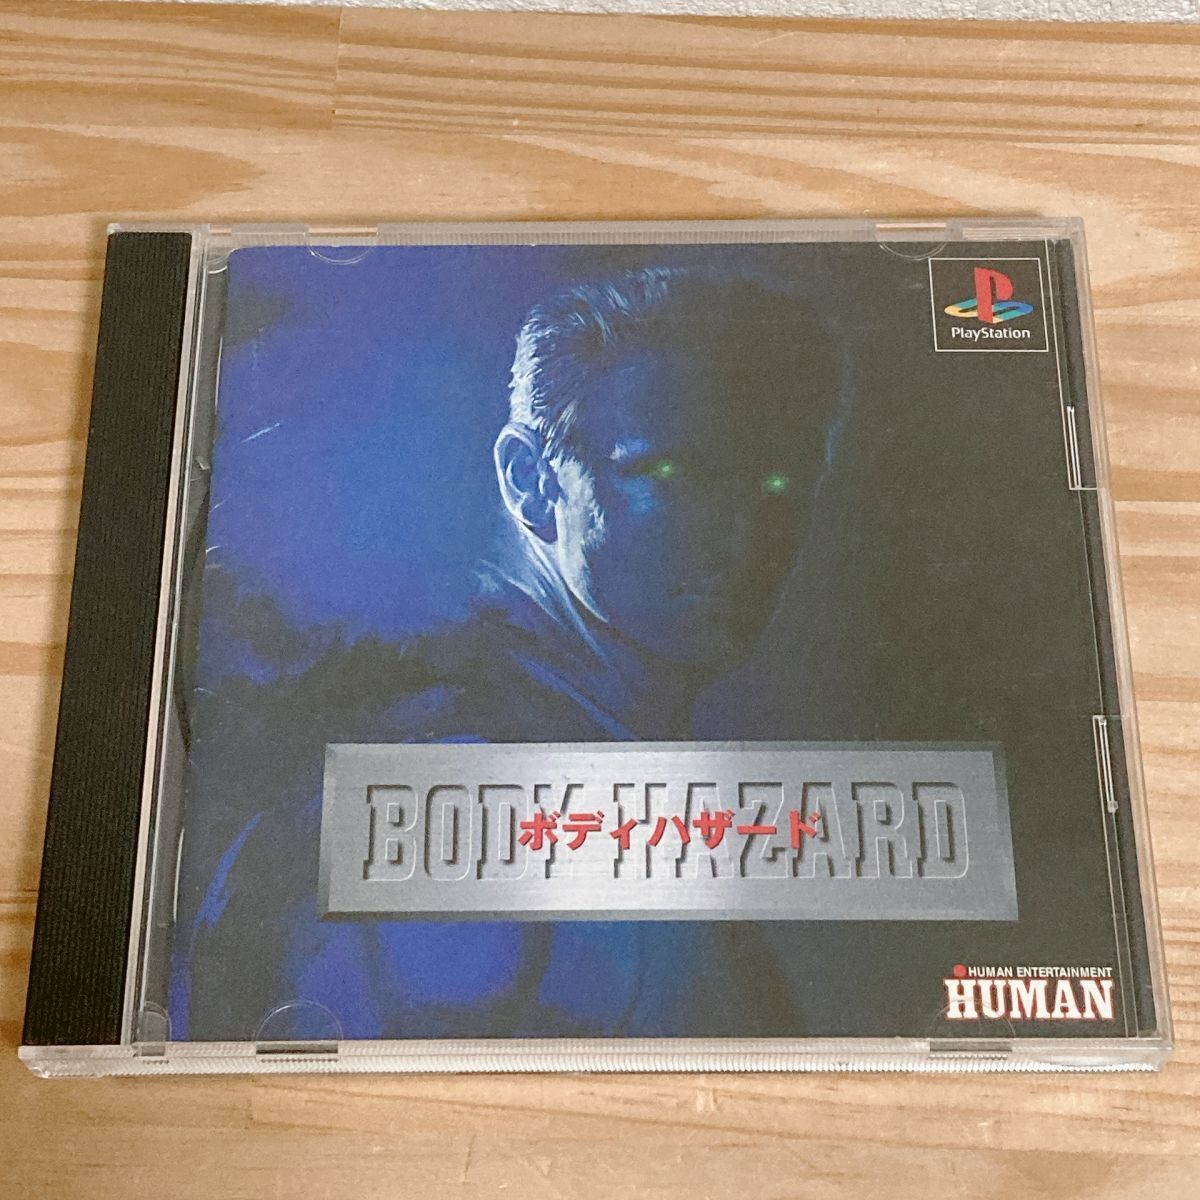 PlayStation
BODY HAZARD
ボディハザード
HUMAN ENTERTAINMENT
HUMAN